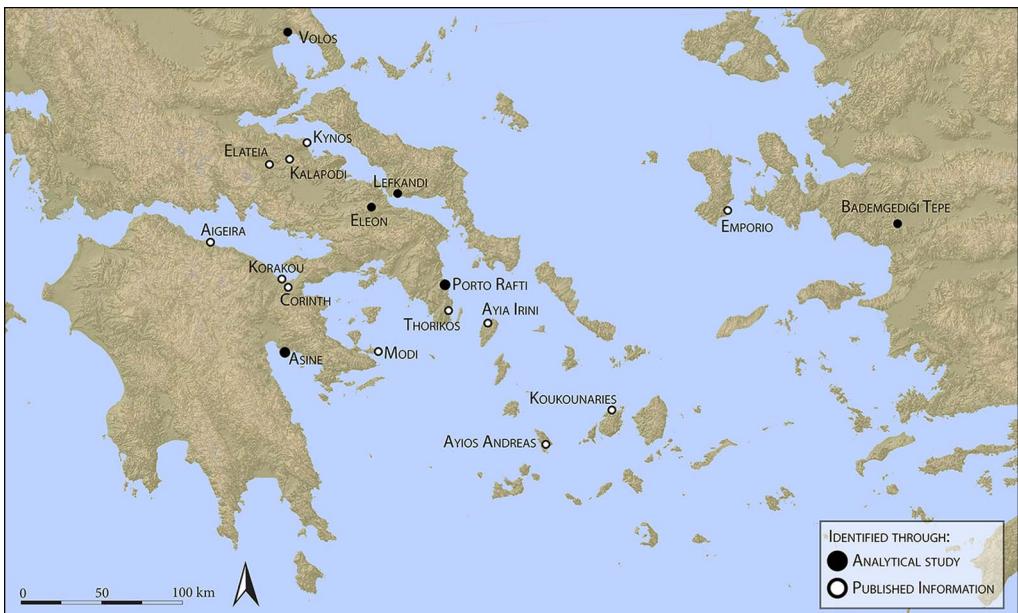 Volos
Kynos
Elateia
Kalapodi
Lefkandi
Eleon
Bademgediği Tepe
Emporio
Aigeira
Korakou
Corinth
Porto Rafti
Ayia Irini
Thorikos
Modi
Asine
Koukounaries
Ayios Andreas
Identified through:
Analytical study
Published Information
0 50 100 km